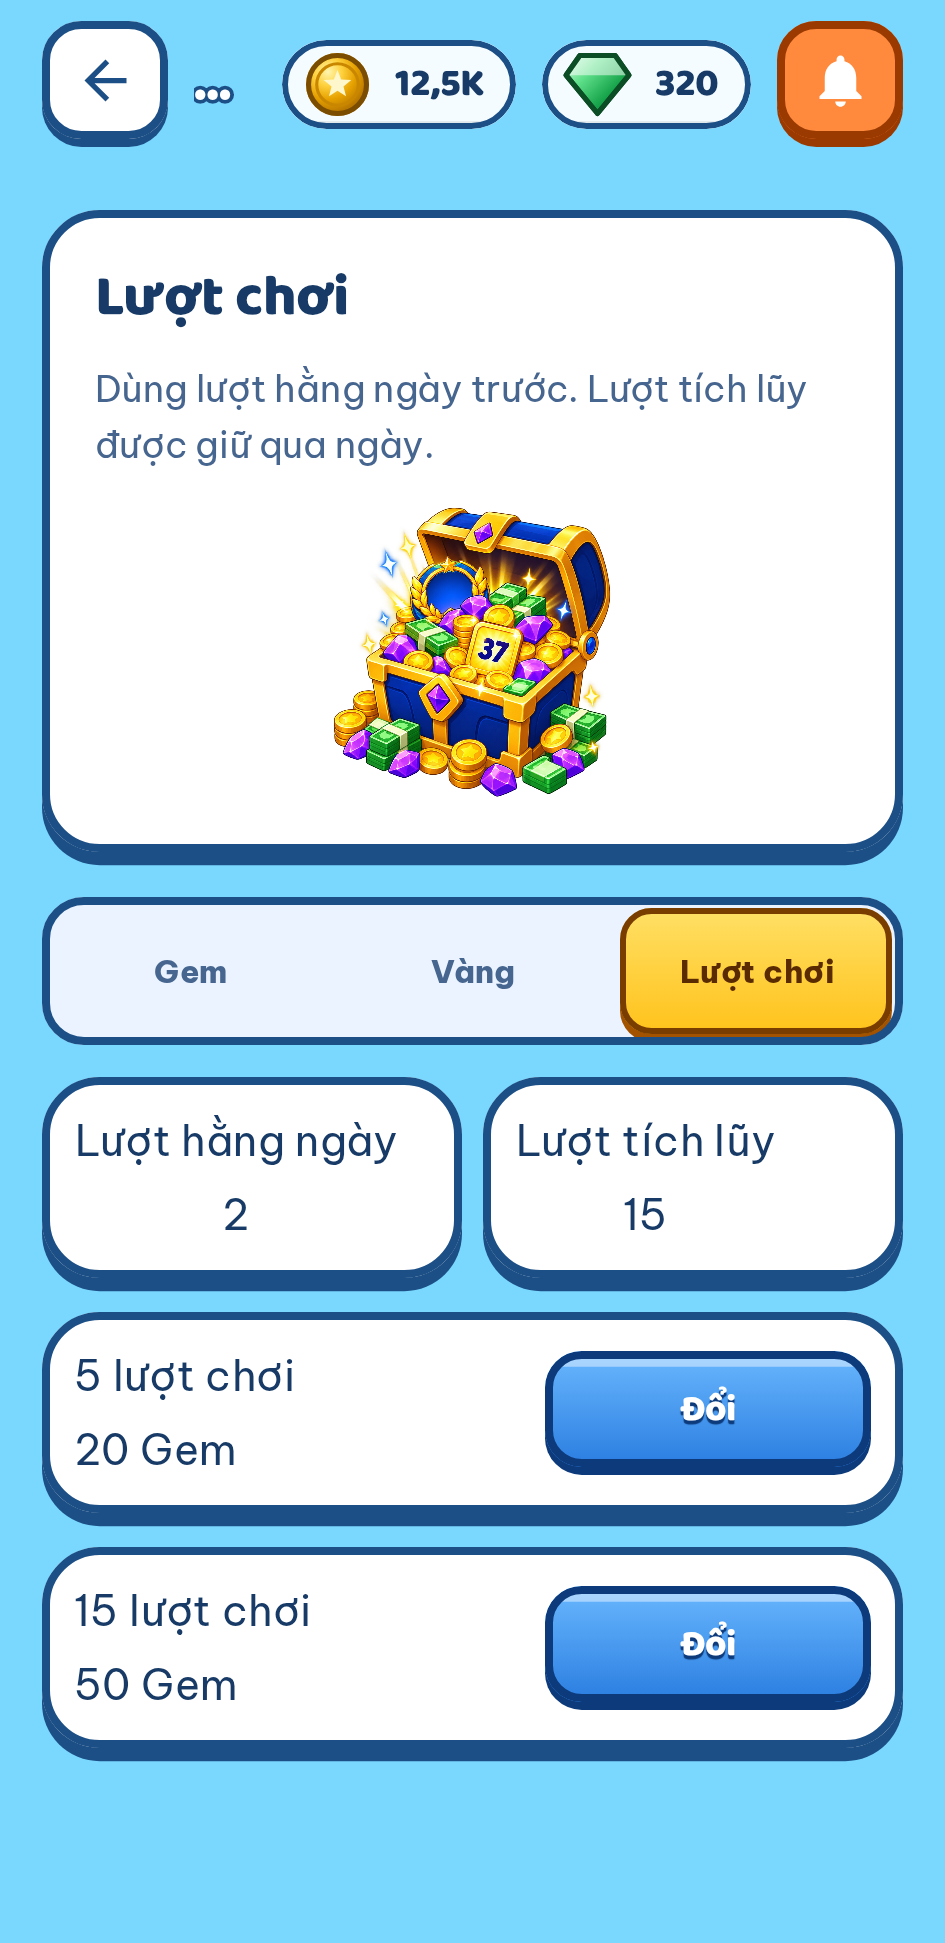 ...
12,5K
320
Lượt chơi
Dùng lượt hằng ngày trước. Lượt tích lũy
được giữ qua ngày.
37
Gem
Vàng
Lượt chơi
Lượt hằng ngày
2
Lượt tích lũy
15
5 lượt chơi
20 Gem
Đổi
15 lượt chơi
50 Gem
Đổi